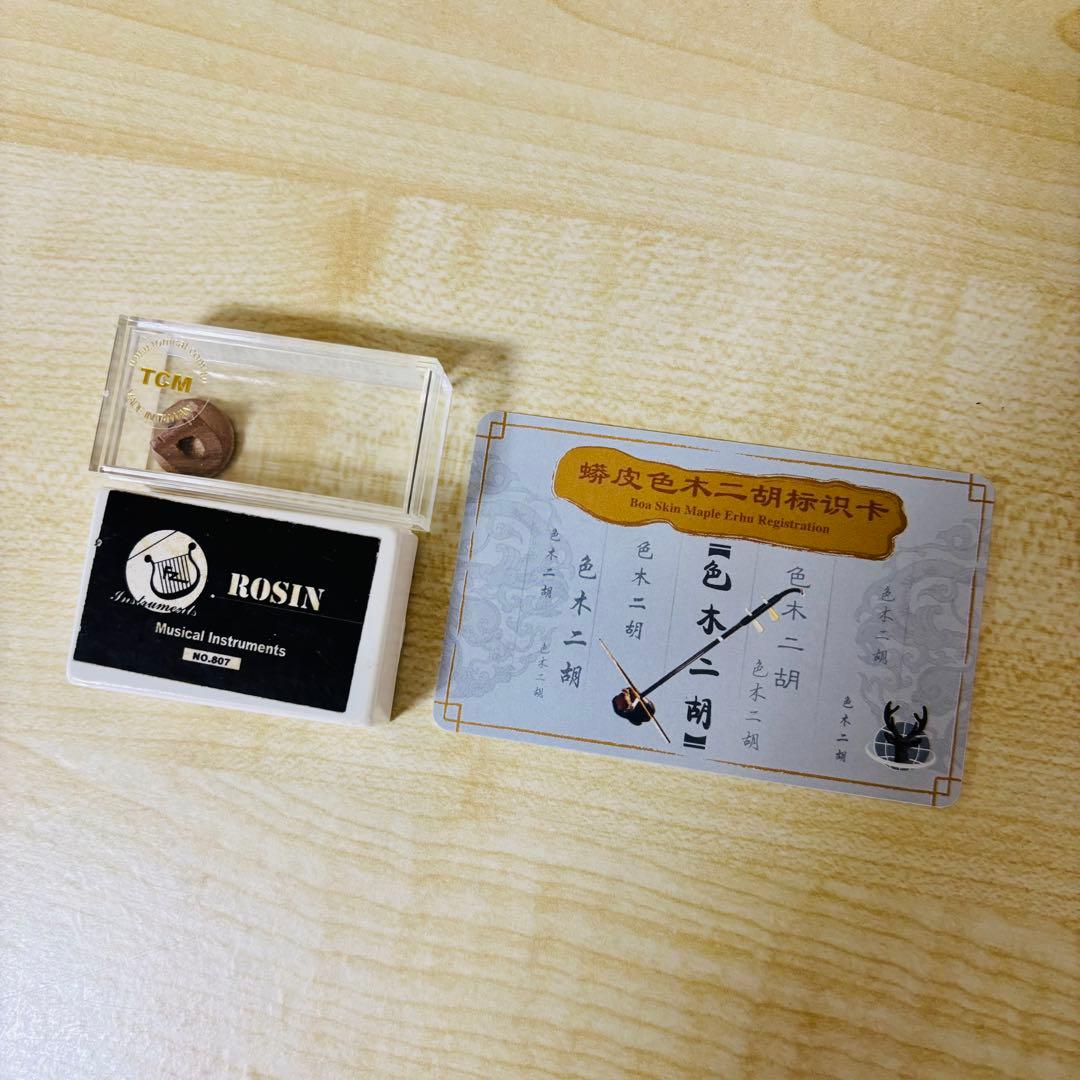 TCM
MADE IN TAIWAN
Instruments
ROSIN
Musical Instruments
NO.807
蟒皮色木二胡标识卡
Boa Skin Maple Erhu Registration
色木二胡
色木二胡
色木二胡
色木二胡
【色木二胡】
色木二胡
色木二胡
色木二胡
色木二胡